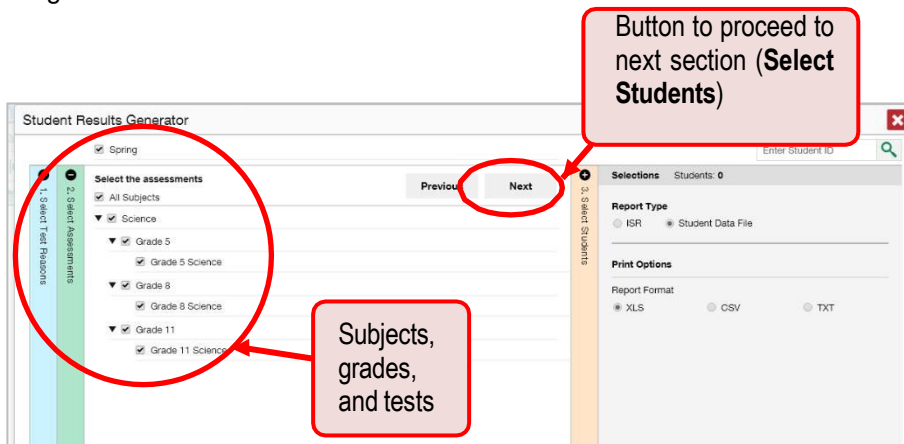 Button to proceed to
next section (Select
Students)
Student Results Generator
Spring
Enter Student ID
1. Select Test Reasons
2. Select Assessments
Select the assessments
Previous
Next
All Subjects
Science
Grade 5
Grade 5 Science
Grade 8
Grade 8 Science
Grade 11
Grade 11 Science
Subjects,
grades,
and tests
3. Select Students
Selections Students: 0
Report Type
ISR Student Data File
Print Options
Report Format
XLS CSV TXT